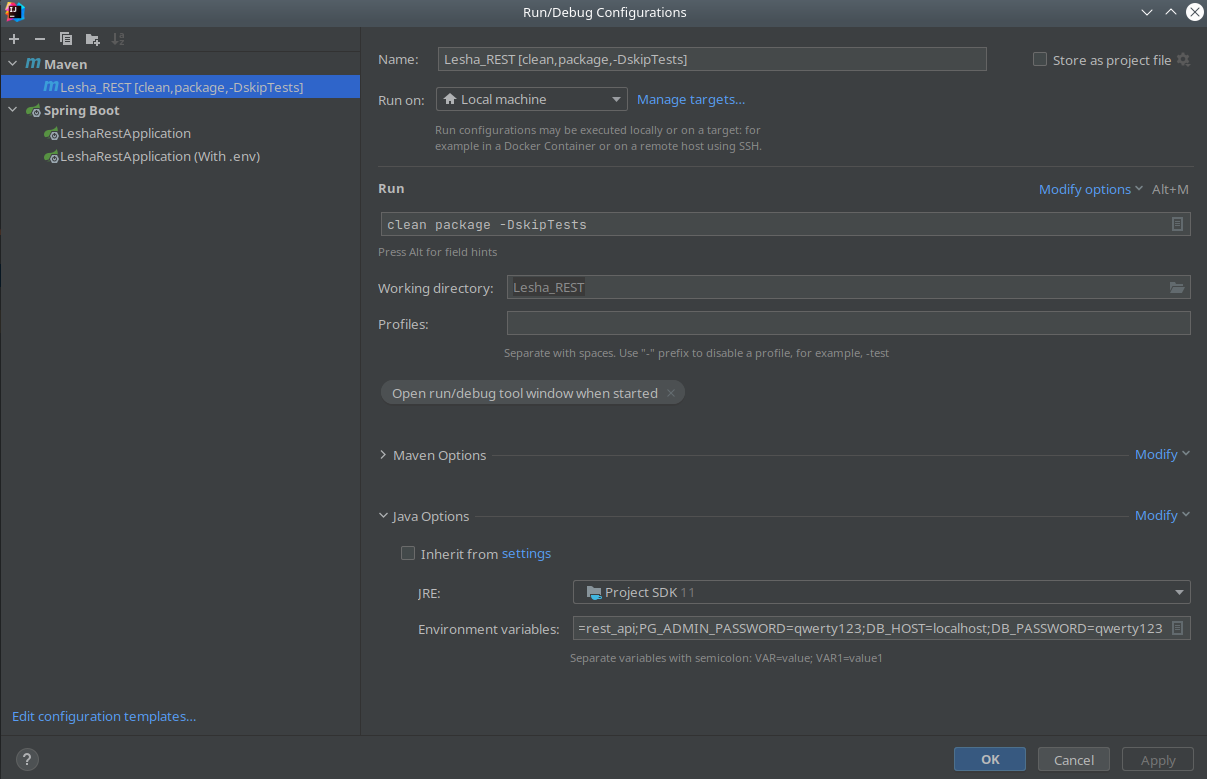 Run/Debug Configurations
Maven
Lesha_REST [clean,package,-DskipTests]
Spring Boot
LeshaRestApplication
LeshaRestApplication (With .env)
Edit configuration templates...
Name: Lesha_REST [clean,package,-DskipTests] Store as project file
Run on: Local machine Manage targets...
Run configurations may be executed locally or on a target: for
example in a Docker Container or on a remote host using SSH.
Run Modify options Alt+M
clean package -DskipTests
Press Alt for field hints
Working directory: Lesha_REST
Profiles:
Separate with spaces. Use "-" prefix to disable a profile, for example, -test
Open run/debug tool window when started
Maven Options Modify
Java Options Modify
Inherit from settings
JRE: Project SDK 11
Environment variables: =rest_api;PG_ADMIN_PASSWORD=qwerty123;DB_HOST=localhost;DB_PASSWORD=qwerty123
Separate variables with semicolon: VAR=value; VAR1=value1
? OK Cancel Apply